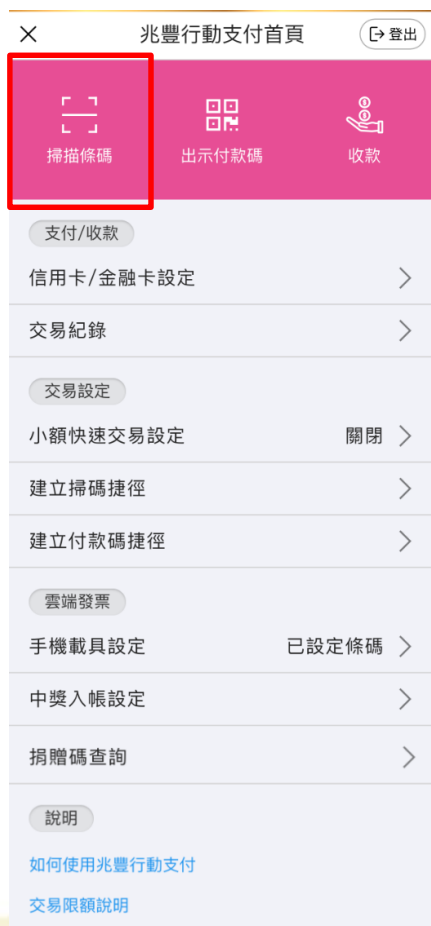 兆豐行動支付首頁 登出
掃描條碼 出示付款碼 收款
支付/收款
信用卡/金融卡設定
交易紀錄
交易設定
小額快速交易設定 關閉
建立掃碼捷徑
建立付款碼捷徑
雲端發票
手機載具設定 已設定條碼
中獎入帳設定
捐贈碼查詢
說明
如何使用兆豐行動支付
交易限額說明